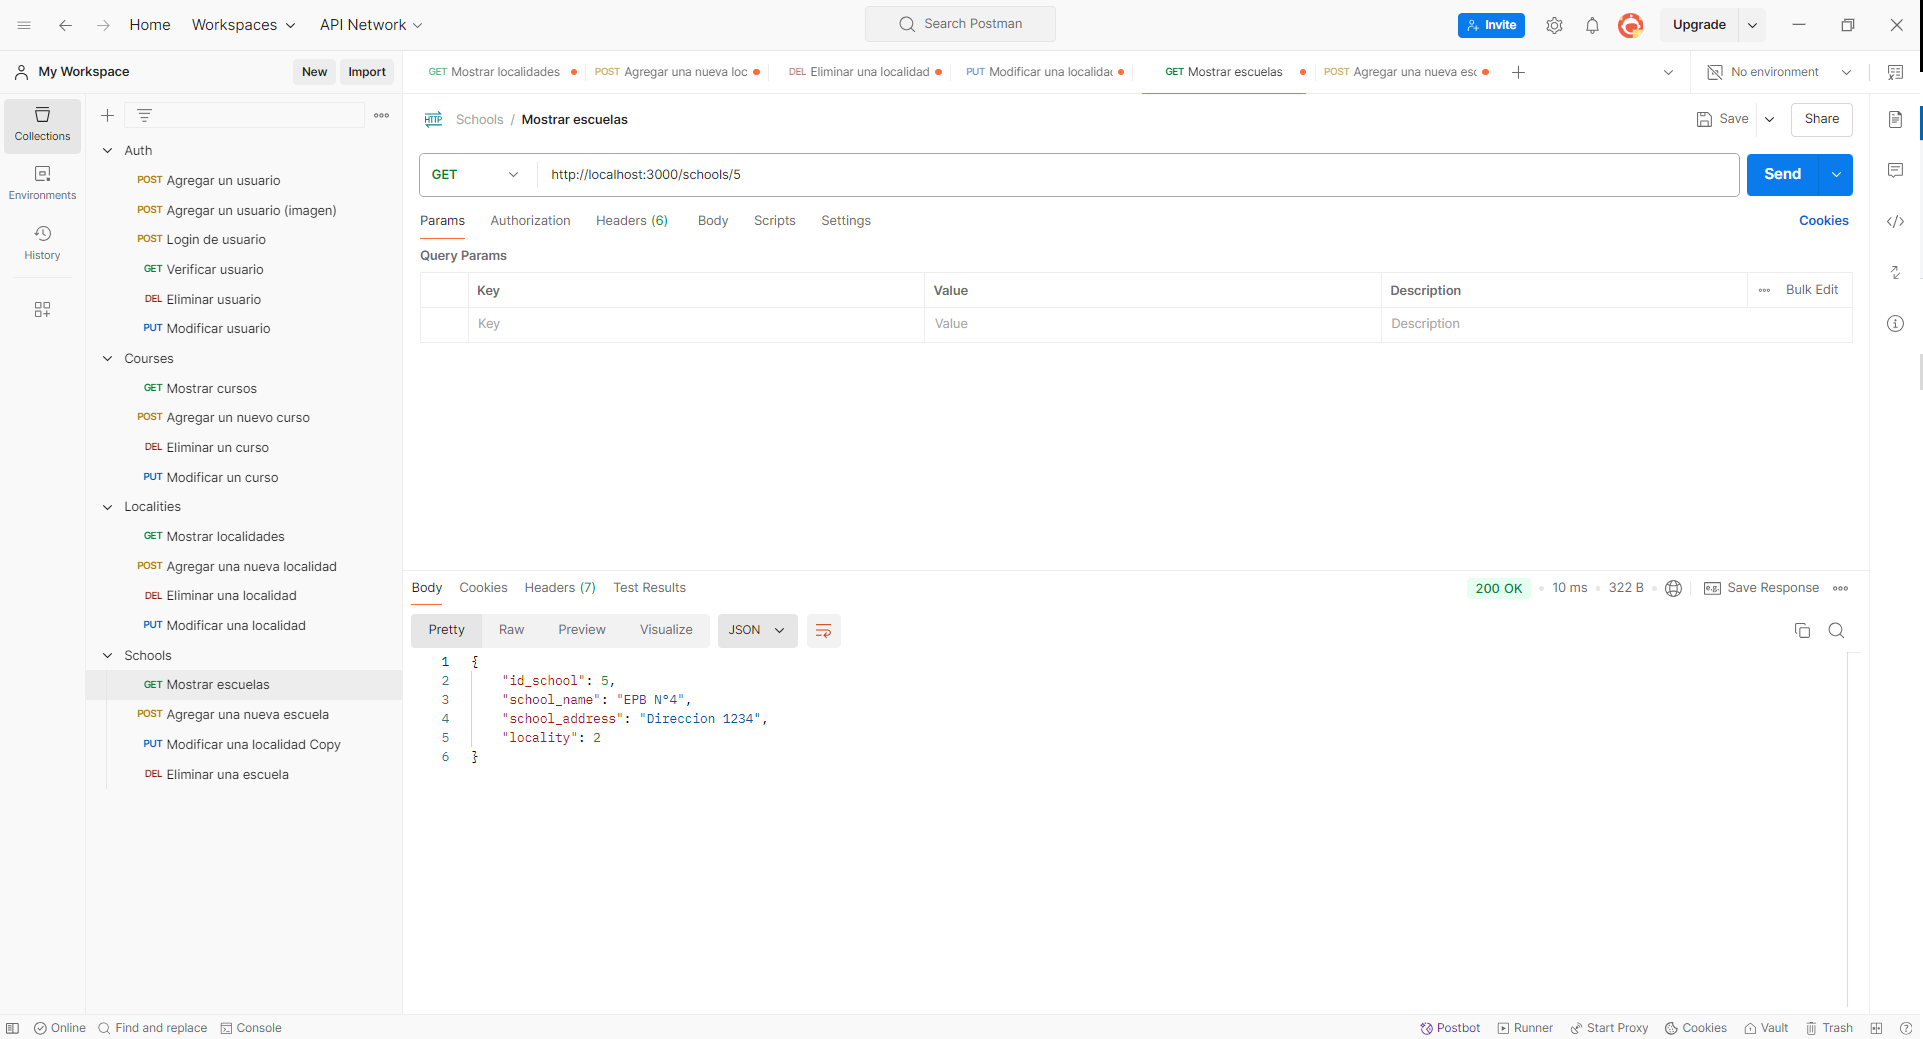 Home Workspaces API Network Search Postman Invite Upgrade
My Workspace New Import
GET Mostrar localidades POST Agregar una nueva loc DEL Eliminar una localidad PUT Modificar una localidad GET Mostrar escuelas POST Agregar una nueva esc No environment
Collections
Environments
History
Auth
POST Agregar un usuario
POST Agregar un usuario (imagen)
POST Login de usuario
GET Verificar usuario
DEL Eliminar usuario
PUT Modificar usuario
Courses
GET Mostrar cursos
POST Agregar un nuevo curso
DEL Eliminar un curso
PUT Modificar un curso
Localities
GET Mostrar localidades
POST Agregar una nueva localidad
DEL Eliminar una localidad
PUT Modificar una localidad
Schools
GET Mostrar escuelas
POST Agregar una nueva escuela
PUT Modificar una localidad Copy
DEL Eliminar una escuela
HTTP Schools / Mostrar escuelas Save Share
GET http://localhost:3000/schools/5 Send
Params Authorization Headers (6) Body Scripts Settings Cookies
Query Params
Key Value Description Bulk Edit
Key Value Description
Body Cookies Headers (7) Test Results 200 OK 10 ms 322 B e.g. Save Response
Pretty Raw Preview Visualize JSON
1 {
2 "id_school": 5,
3 "school_name": "EPB N°4",
4 "school_address": "Direccion 1234",
5 "locality": 2
6 }
Online Find and replace Console Postbot Runner Start Proxy Cookies Vault Trash